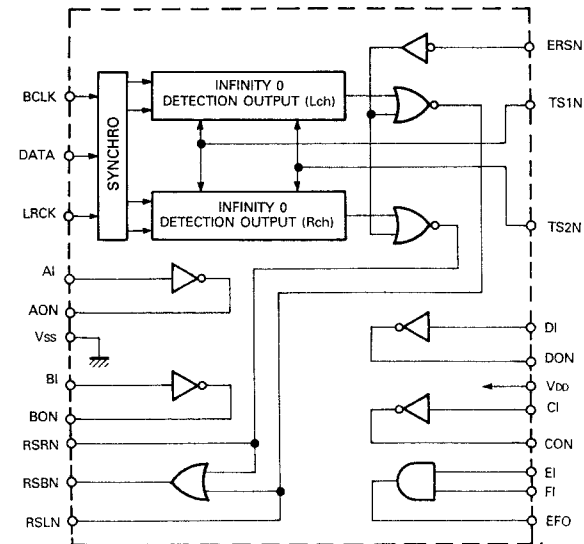 ERSN
INFINITY 0
DETECTION OUTPUT (Lch)
BCLK
TS1N
DATA
SYNCHRO
LRCK
INFINITY 0
DETECTION OUTPUT (Rch)
TS2N
AI
AON
VSS
DI
DON
BI
VDD
CI
BON
CON
RSRN
EI
RSBN
FI
RSLN
EFO